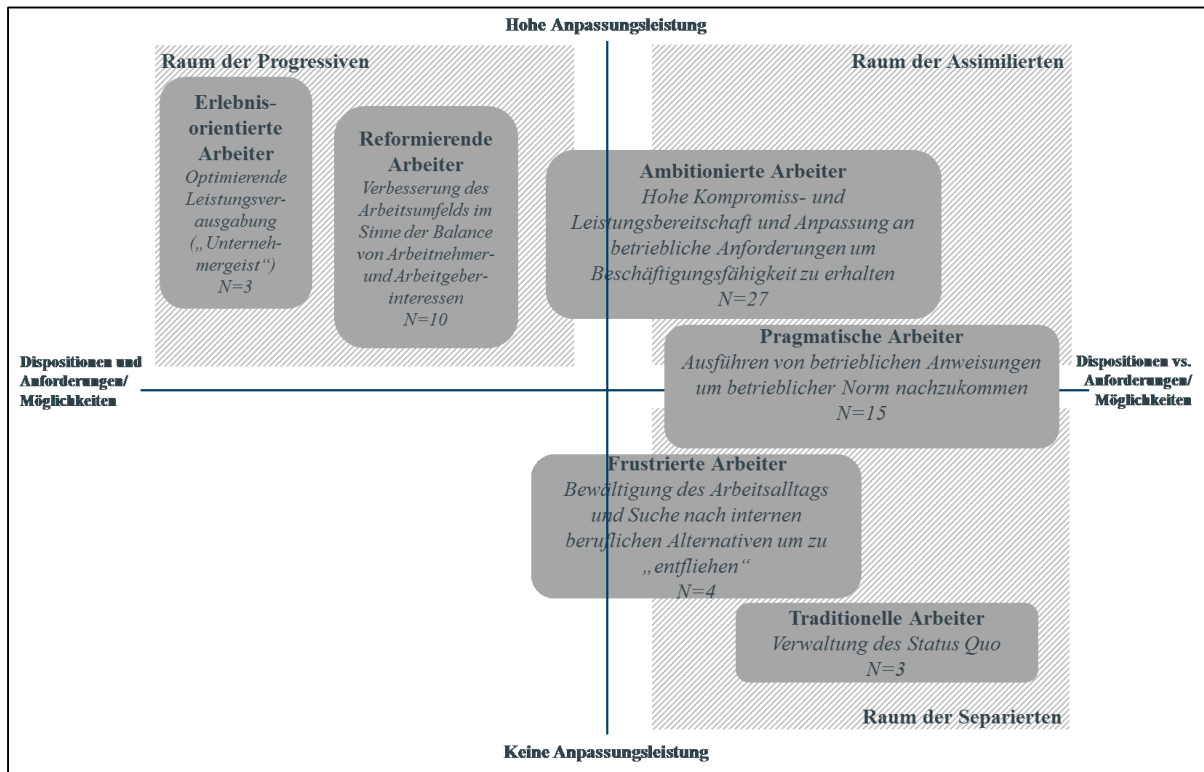 Hohe Anpassungsleistung
Raum der Progressiven
Raum der Assimilierten
Erlebnis-
orientierte
Arbeiter
Optimierende
Leistungsver-
ausgabung
(„Unterneh-
mergeist“)
N=3
Reformierende
Arbeiter
Verbesserung des
Arbeitsumfelds im
Sinne der Balance
von Arbeitnehmer-
und Arbeitgeber-
interessen
N=10
Ambitionierte Arbeiter
Hohe Kompromiss- und
Leistungsbereitschaft und Anpassung an
betriebliche Anforderungen um
Beschäftigungsfähigkeit zu erhalten
N=27
Pragmatische Arbeiter
Ausführen von betrieblichen Anweisungen
um betrieblicher Norm nachzukommen
N=15
Dispositionen und
Anforderungen/
Möglichkeiten
Dispositionen vs.
Anforderungen/
Möglichkeiten
Frustrierte Arbeiter
Bewältigung des Arbeitsalltags
und Suche nach internen
beruflichen Alternativen um zu
„entfliehen“
N=4
Traditionelle Arbeiter
Verwaltung des Status Quo
N=3
Raum der Separierten
Keine Anpassungsleistung